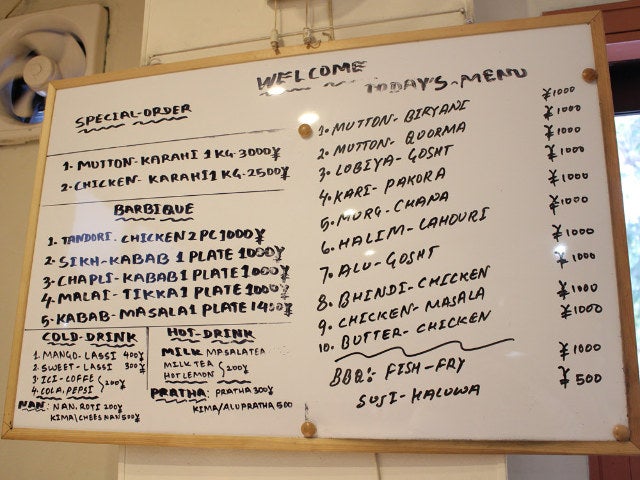 WELCOME
TODAY'S-MENU
SPECIAL-ORDER
1. MUTTON-KARAHI 1 KG. 3000¥
2. CHICKEN-KARAHI 1 KG. 2500¥
BARBIQUE
1. TANDORI-CHICKEN 2 PC 1000¥
2. SIKH-KABAB 1 PLATE 1000¥
3. CHAPLI-KABAB 1 PLATE 1000¥
4. MALAI-TIKKA 1 PLATE 1000¥
5. KABAB-MASALA 1 PLATE
COLD-DRINK
1. MANGO-LASSI 400¥
2. SWEET-LASSI 300¥
3. ICI-COFFE
4. COLA, PEPSI 200¥
NAN: NAN, ROTI 200¥
KIMA\CHEES NAN 500¥
HOT-DRINK
MILK MASALATEA
MILK TEA
HOT LEMON 200¥
PRATHA: PRATHA 300¥
KIMA/ALUPRATHA 500
1. MUTTON-BIRYANI ¥1000
2. MUTTON-QUORMA ¥1000
3. LOBIYA-GOSHT ¥1000
4. KARI-PAKORA ¥1000
5. MURG-CHANA ¥1000
6. HALIM-LAHOURI ¥1000
7. ALU-GOSHT ¥1000
8. BHINDI-CHICKEN ¥1000
9. CHICKEN-MASALA ¥1000
10. BUTTER-CHICKEN ¥1000
BBQ: FISH-FRY ¥1000
SUJI-HALUWA ¥500